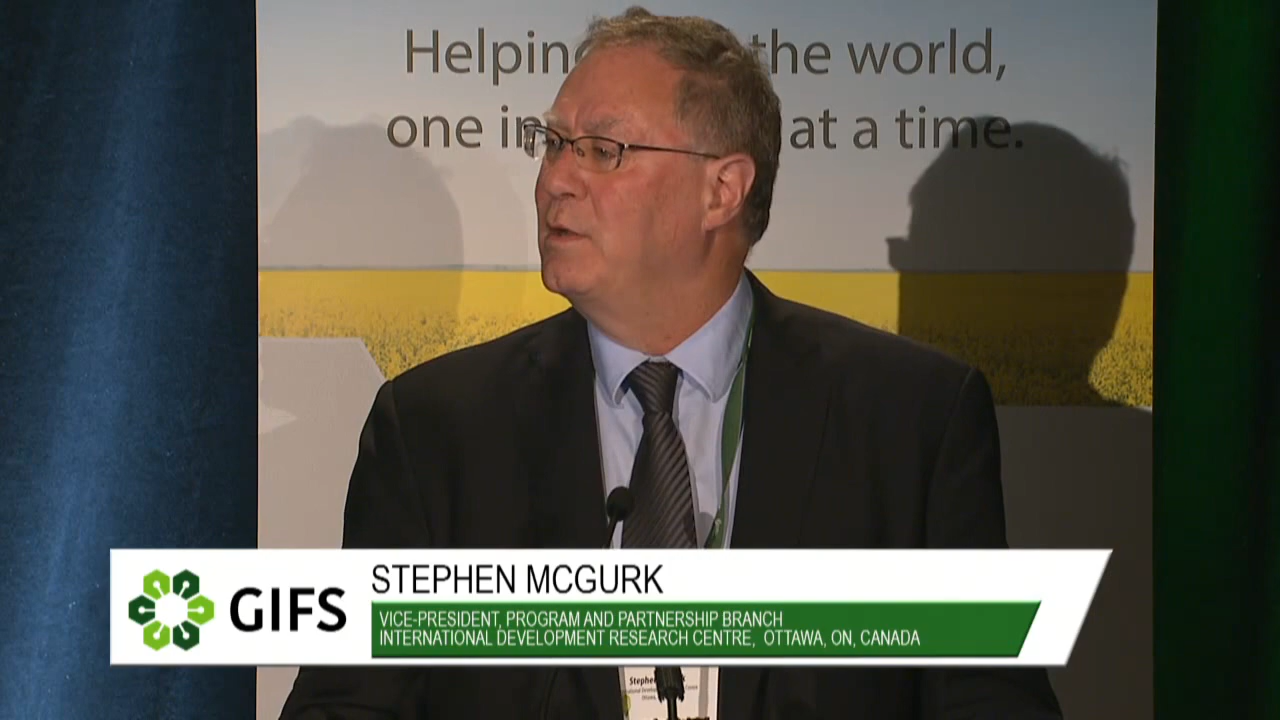 Helping the world,
one at a time.
GIFS
STEPHEN MCGURK
VICE-PRESIDENT, PROGRAM AND PARTNERSHIP BRANCH
INTERNATIONAL DEVELOPMENT RESEARCH CENTRE, OTTAWA, ON, CANADA